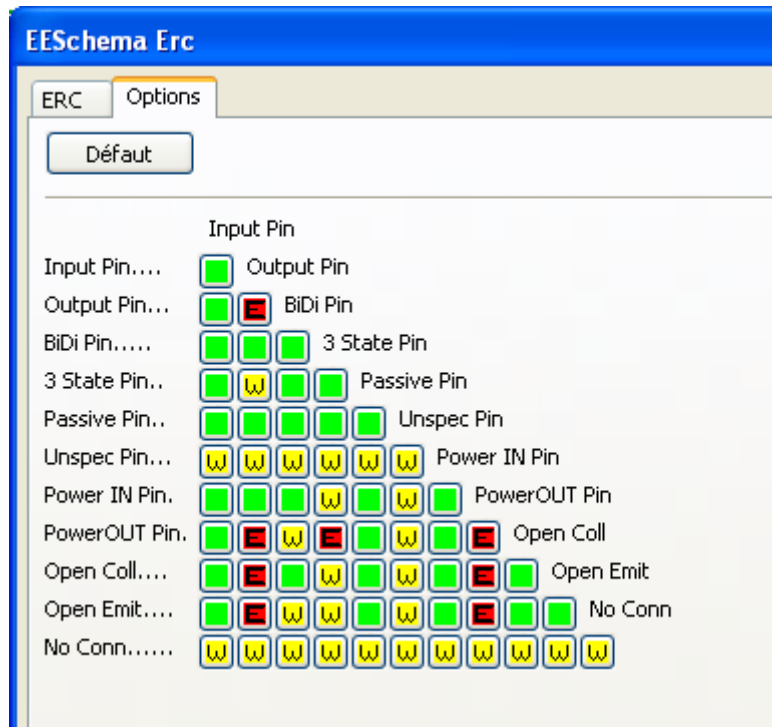 EESchema Erc
ERC Options
Défaut
Input Pin
Input Pin.... Output Pin
Output Pin... E BiDi Pin
BiDi Pin..... 3 State Pin
3 State Pin.. W Passive Pin
Passive Pin.. Unspec Pin
Unspec Pin... W W W W W W Power IN Pin
Power IN Pin. W W PowerOUT Pin
PowerOUT Pin. E W E W E Open Coll
Open Coll.... E W W E Open Emit
Open Emit.... E W W W E No Conn
No Conn...... W W W W W W W W W W W